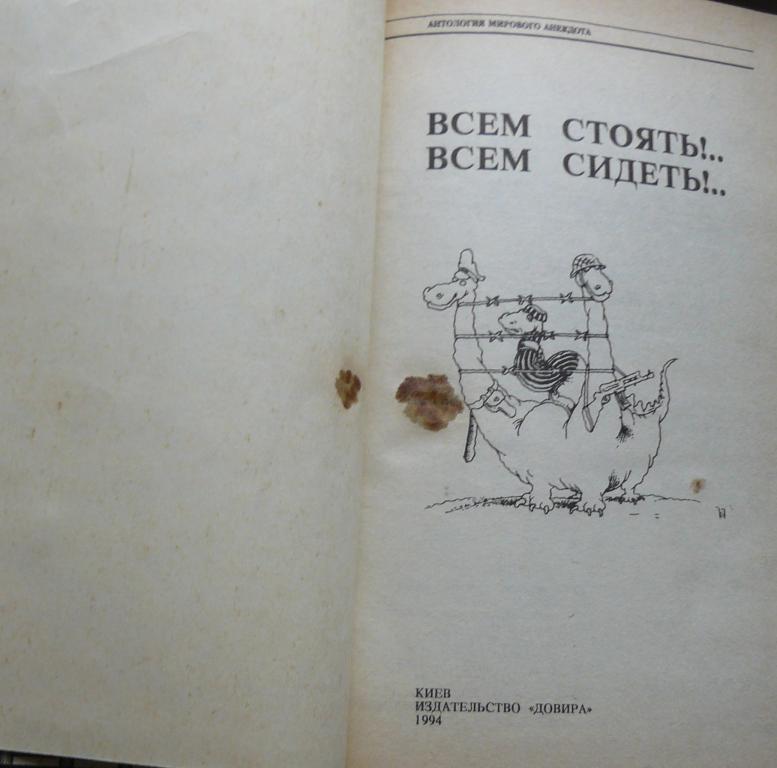 АНТОЛОГИЯ МИРОВОГО АНЕКДОТА
ВСЕМ СТОЯТЬ!..
ВСЕМ СИДЕТЬ!..
КИЕВ
ИЗДАТЕЛЬСТВО «ДОВИРА»
1994